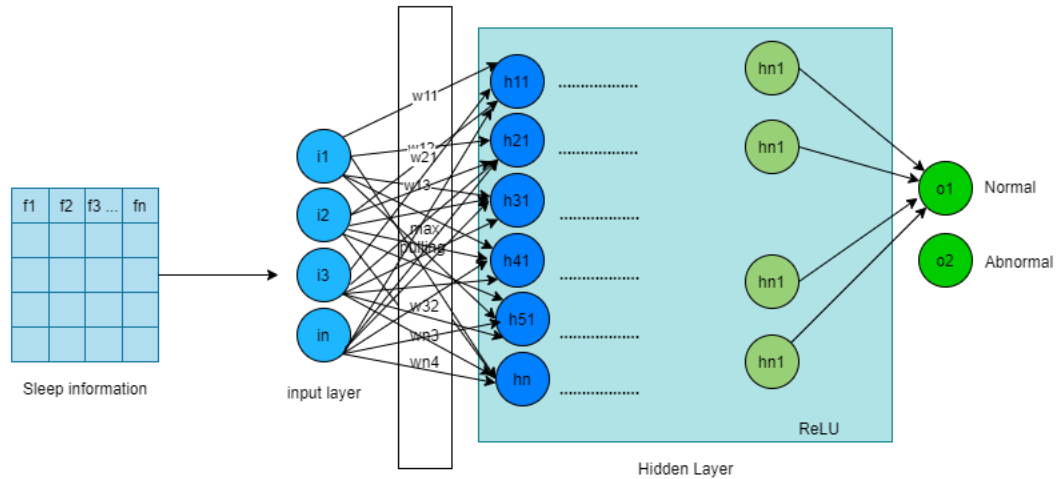 f1 f2 f3 ... fn
Sleep information
i1
i2
i3
in
input layer
w11
w12
w21
w13
max
pulling
w32
wn3
wn4
h11
h21
h31
h41
h51
hn
hn1
hn1
hn1
hn1
ReLU
Hidden Layer
o1 Normal
o2 Abnormal